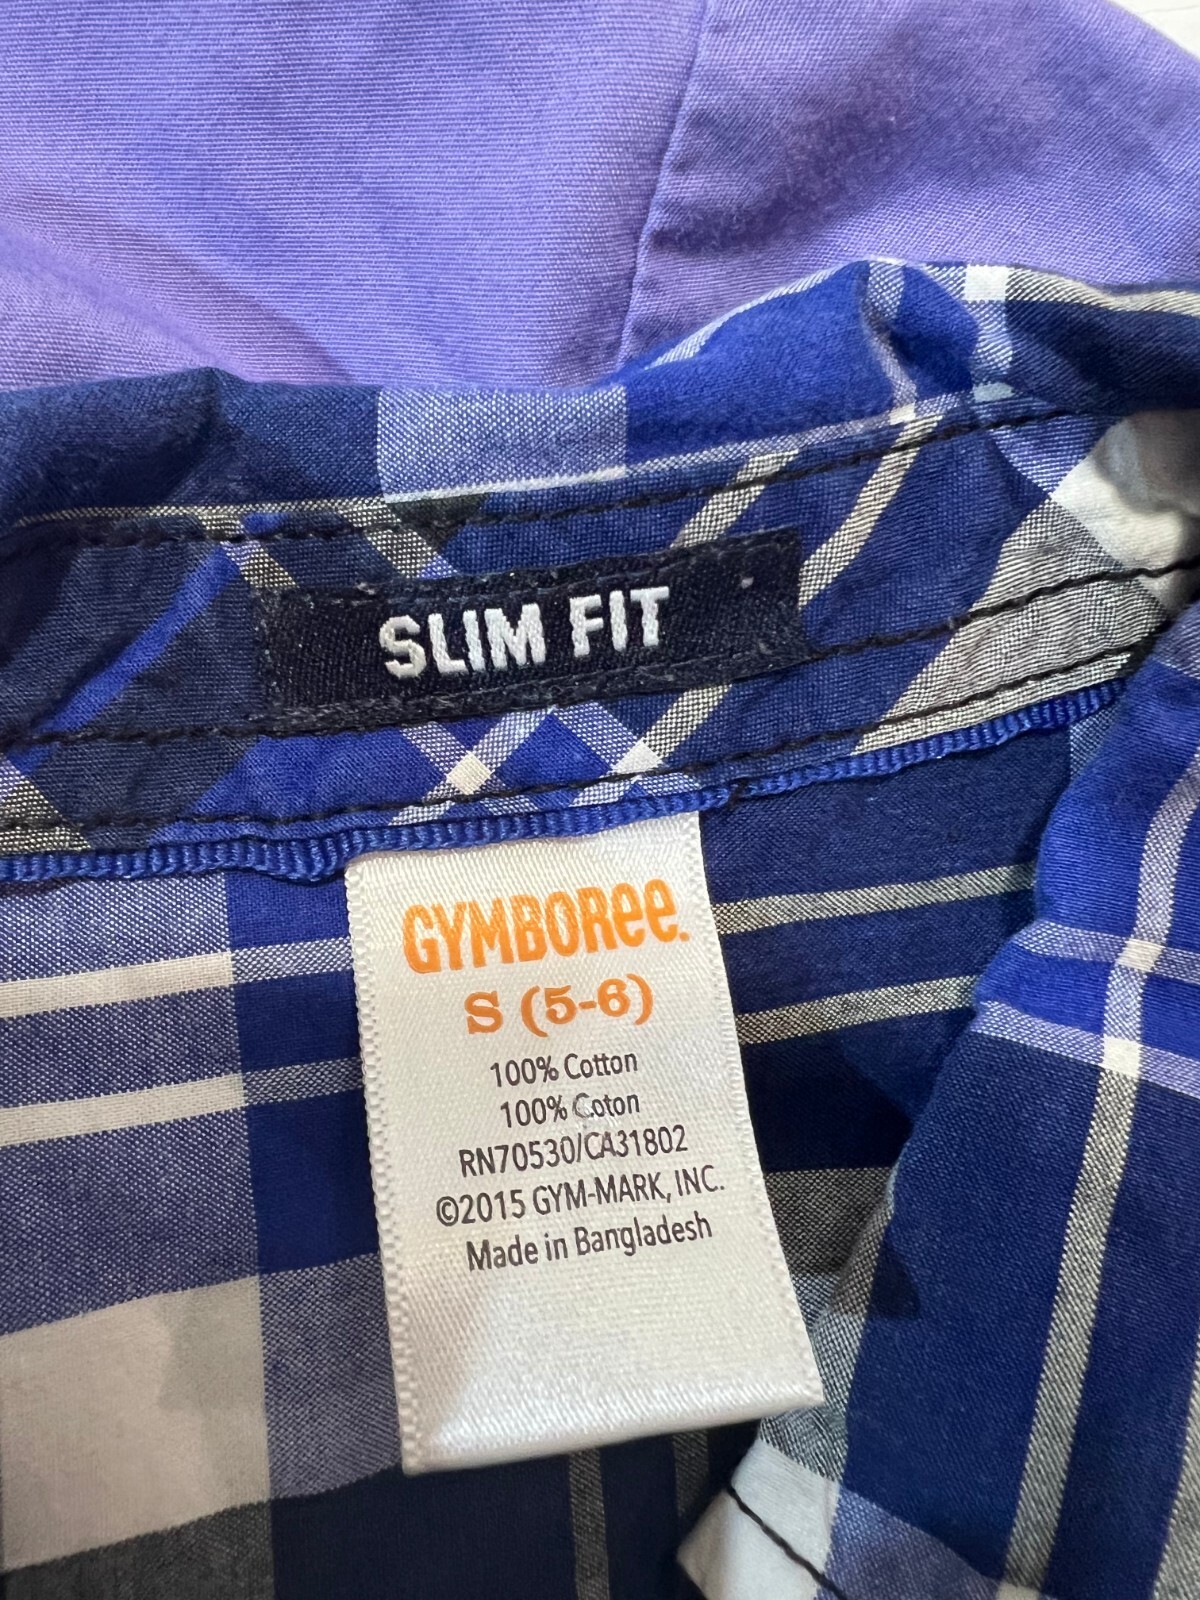 SLIM FIT
GYMBOREE.
S (5-6)
100% Cotton
100% Coton
RN70530/CA31802
©2015 GYM-MARK, INC.
Made in Bangladesh